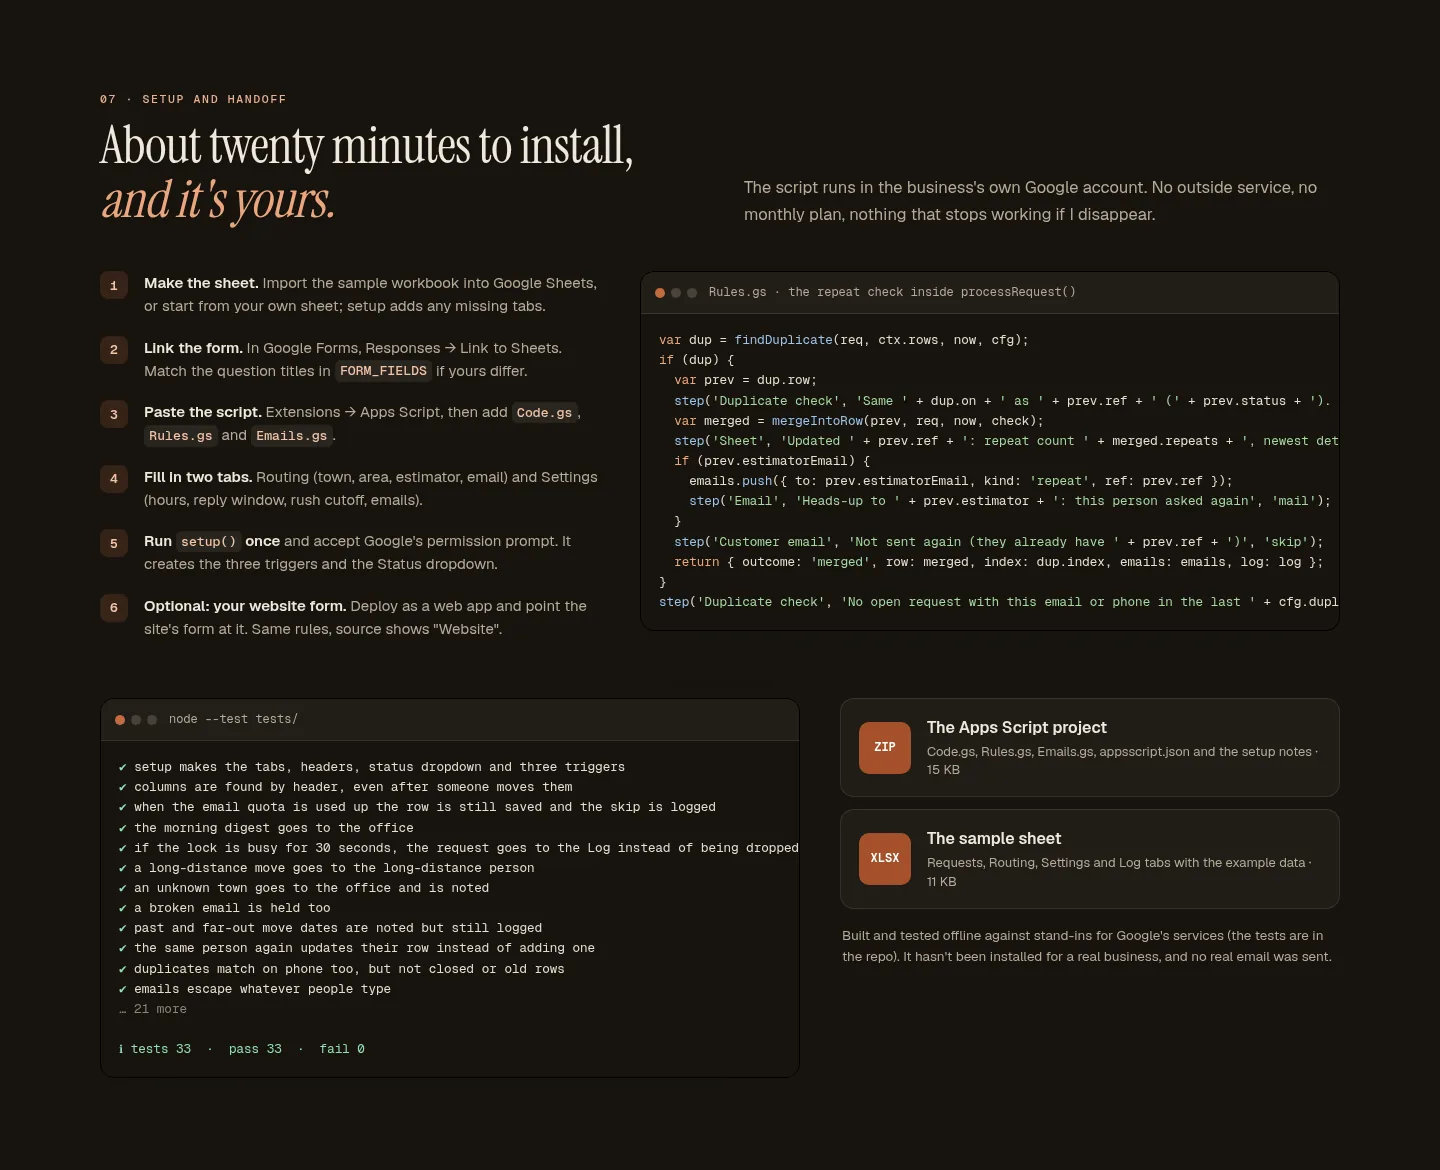 07 · SETUP AND HANDOFF
About twenty minutes to install,
and it's yours.
The script runs in the business's own Google account. No outside service, no
monthly plan, nothing that stops working if I disappear.
1
Make the sheet. Import the sample workbook into Google Sheets,
or start from your own sheet; setup adds any missing tabs.
2
Link the form. In Google Forms, Responses → Link to Sheets.
Match the question titles in FORM_FIELDS if yours differ.
3
Paste the script. Extensions → Apps Script, then add Code.gs,
Rules.gs and Emails.gs.
4
Fill in two tabs. Routing (town, area, estimator, email) and Settings
(hours, reply window, rush cutoff, emails).
5
Run setup() once and accept Google's permission prompt. It
creates the three triggers and the Status dropdown.
6
Optional: your website form. Deploy as a web app and point the
site's form at it. Same rules, source shows "Website".
Rules.gs · the repeat check inside processRequest()
var dup = findDuplicate(req, ctx.rows, now, cfg);
if (dup) {
  var prev = dup.row;
  step('Duplicate check', 'Same ' + dup.on + ' as ' + prev.ref + ' (' + prev.status + ').
  var merged = mergeIntoRow(prev, req, now, check);
  step('Sheet', 'Updated ' + prev.ref + ': repeat count ' + merged.repeats + ', newest det
  if (prev.estimatorEmail) {
    emails.push({ to: prev.estimatorEmail, kind: 'repeat', ref: prev.ref });
    step('Email', 'Heads-up to ' + prev.estimator + ': this person asked again', 'mail');
  }
  step('Customer email', 'Not sent again (they already have ' + prev.ref + ')', 'skip');
  return { outcome: 'merged', row: merged, index: dup.index, emails: emails, log: log };
}
step('Duplicate check', 'No open request with this email or phone in the last ' + cfg.dupl
node --test tests/
✔ setup makes the tabs, headers, status dropdown and three triggers
✔ columns are found by header, even after someone moves them
✔ when the email quota is used up the row is still saved and the skip is logged
✔ the morning digest goes to the office
✔ if the lock is busy for 30 seconds, the request goes to the Log instead of being dropped
✔ a long-distance move goes to the long-distance person
✔ an unknown town goes to the office and is noted
✔ a broken email is held too
✔ past and far-out move dates are noted but still logged
✔ the same person again updates their row instead of adding one
✔ duplicates match on phone too, but not closed or old rows
✔ emails escape whatever people type
… 21 more
ℹ tests 33 · pass 33 · fail 0
ZIP
The Apps Script project
Code.gs, Rules.gs, Emails.gs, appsscript.json and the setup notes ·
15 KB
XLSX
The sample sheet
Requests, Routing, Settings and Log tabs with the example data ·
11 KB
Built and tested offline against stand-ins for Google's services (the tests are in
the repo). It hasn't been installed for a real business, and no real email was sent.